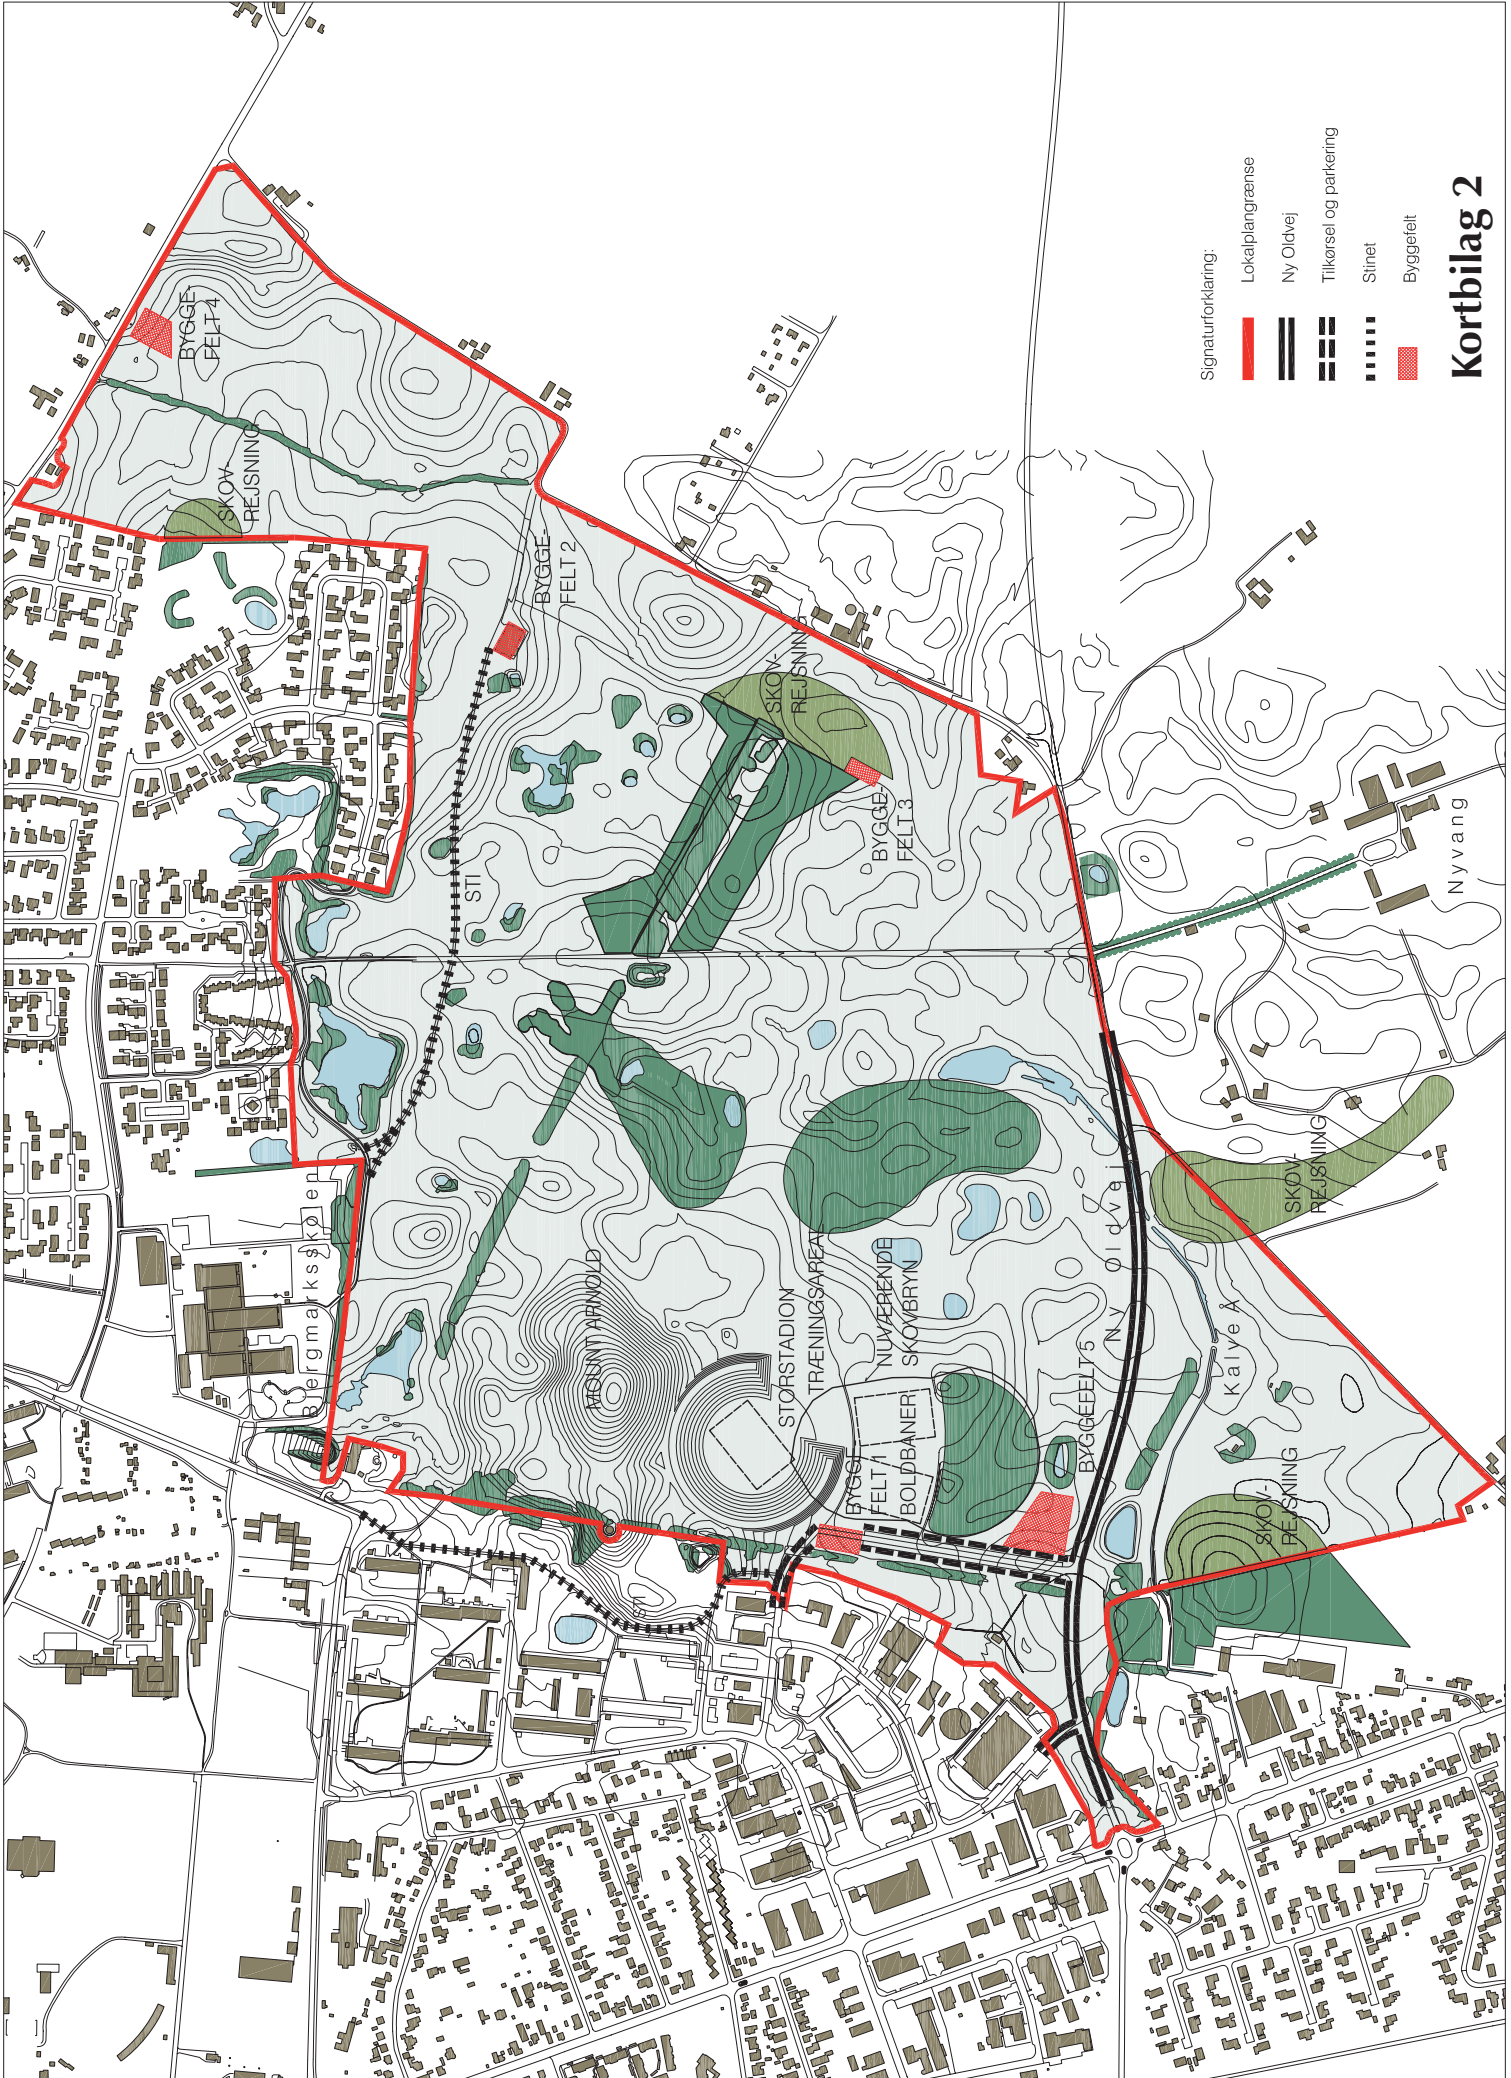 BYGGE-
FELT 4
SKOV-
REJSNING
BYGGE-
FELT 2
STI
SKOV-
REJSNING
BYGGE-
FELT 3
Bjergmarksskolen
MOUNT ARNOLD
STORSTADION
TRÆNINGSAREAL
NUVÆRENDE
SKOVBRYN
BYGGE-
FELT 1
BOLDBANER
BYGGEFELT 5
Ny Oldvej
Kalve Å
SKOV-
REJSNING
SKOV-
REJSNING
STI
Nyvang
Signaturforklaring:
Lokalplangrænse
Ny Oldvej
Tilkørsel og parkering
Stinet
Byggefelt
Kortbilag 2